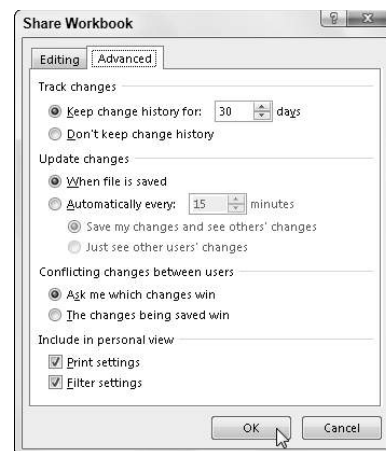 Share Workbook
Editing Advanced
Track changes
Keep change history for: 30 days
Don't keep change history
Update changes
When file is saved
Automatically every: 15 minutes
Save my changes and see others' changes
Just see other users' changes
Conflicting changes between users
Ask me which changes win
The changes being saved win
Include in personal view
Print settings
Filter settings
OK Cancel